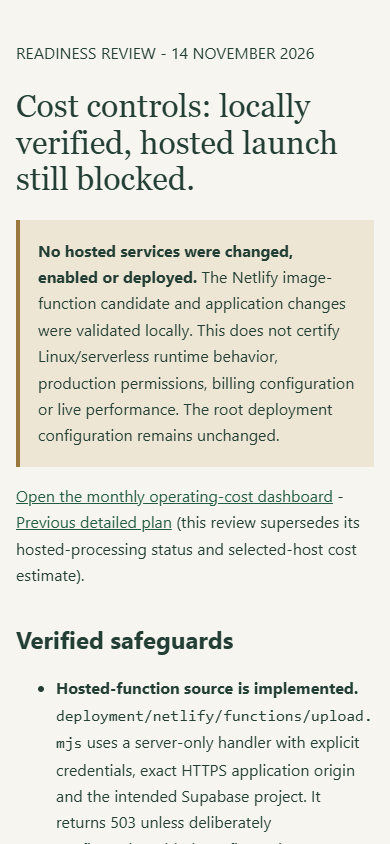 READINESS REVIEW - 14 NOVEMBER 2026
Cost controls: locally
verified, hosted launch
still blocked.
No hosted services were changed,
enabled or deployed. The Netlify image-
function candidate and application changes
were validated locally. This does not certify
Linux/serverless runtime behavior,
production permissions, billing configuration
or live performance. The root deployment
configuration remains unchanged.
Open the monthly operating-cost dashboard -
Previous detailed plan (this review supersedes its
hosted-processing status and selected-host cost
estimate).
Verified safeguards
• Hosted-function source is implemented.
deployment/netlify/functions/upload.
mjs uses a server-only handler with explicit
credentials, exact HTTPS application origin
and the intended Supabase project. It
returns 503 unless deliberately